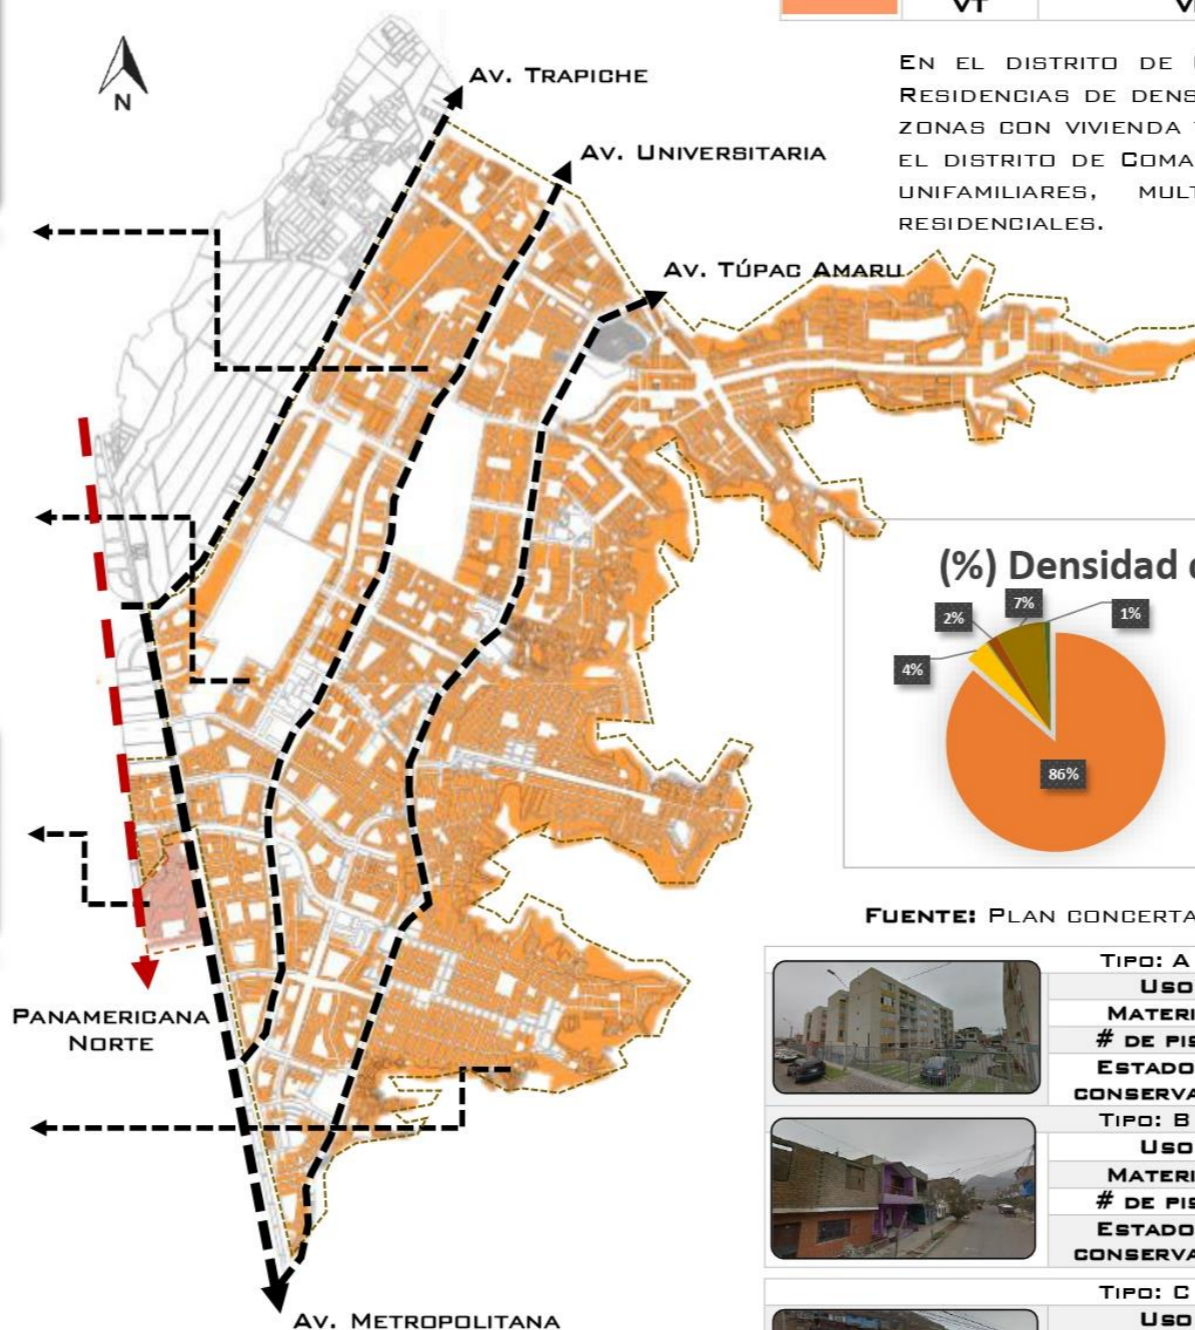 VT
EN EL DISTRITO DE
RESIDENCIAS DE DENS
ZONAS CON VIVIENDA
EL DISTRITO DE COMA
UNIFAMILIARES, MULT
RESIDENCIALES.
N
AV. TRAPICHE
AV. UNIVERSITARIA
AV. TÚPAC AMARU
PANAMERICANA
NORTE
AV. METROPOLITANA
(%) Densidad
4%
2%
7%
1%
86%
FUENTE: PLAN CONCERTA
TIPO: A
USO
MATERI
# DE PIS
ESTADO
CONSERVA
TIPO: B
USO
MATERI
# DE PIS
ESTADO
CONSERVA
TIPO: C
USO